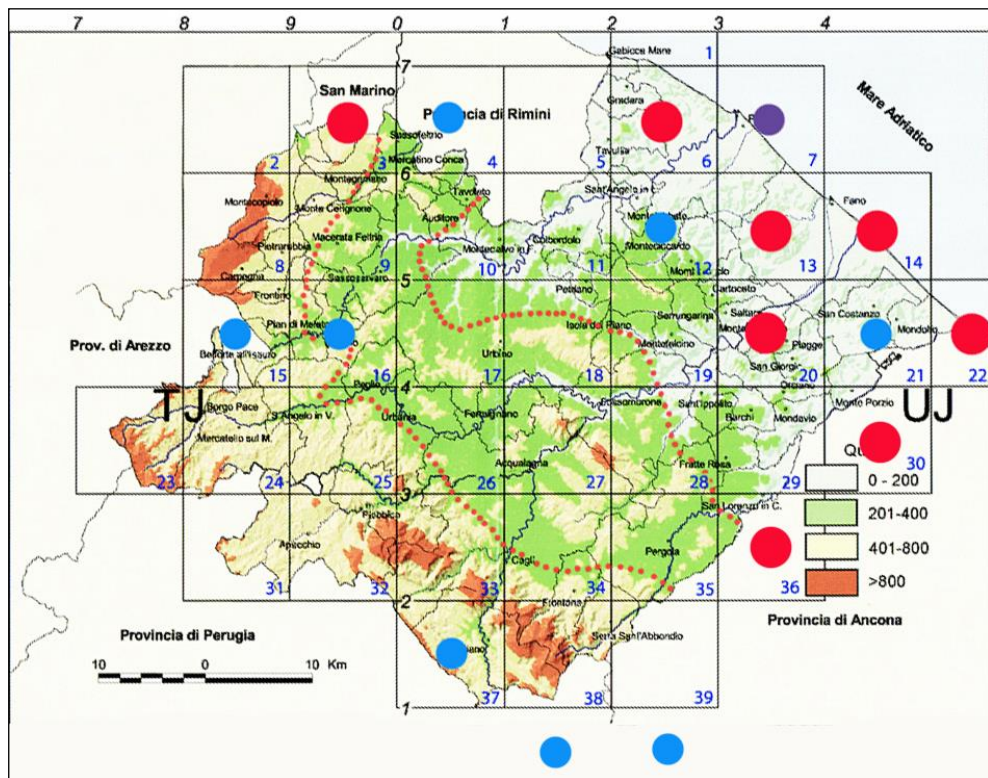 7 8 9 0 1 2 3 4
Gabicce Mare 1
7
San Marino Provincia di Rimini Gradara Mare Adriatico
Sassofeltrio
Mercatino Conca Tavullia
2 3 4 5 6 7
6
Montegrimano Tavoleto Sant'Angelo in L.
Montecopiolo Monte Cerignone Auditore Fano
Macerata Feltria Colbordolo
Pietrarubbia Montecalvo in F. Montecicardo
8 9 10 11 12 13 14
Carpegna Sassocorvaro
5
Frontino Petriano Cartoceto
Serrungarina Saltara San Costanzo
Isola del Piano Mondolfo
Prov. di Arezzo Urbino Montefelcino Piagge
Belforte all'Isauro San Giorgio
15 16 17 18 19 20 21 22
4
Orciano
TJ Borgo Pace S.Angelo in V. Urbania Fermignano Fossombrone Sant'Ippolito Monte Porzio UJ
Barchi Mondavio
Mercatello sul M.
Acqualagna Fratte Rosa
23 24 25 26 27 28 29 30
3
0 - 200
San Lorenzo in C.
Piobbico 201-400
Apecchio Pergola
Cagli 401-800
31 32 33 34 35 36
>800
2
Frontone
Provincia di Perugia Provincia di Ancona
Serra Sant'Abbondio
10 0 10 Km
37 38 39
1